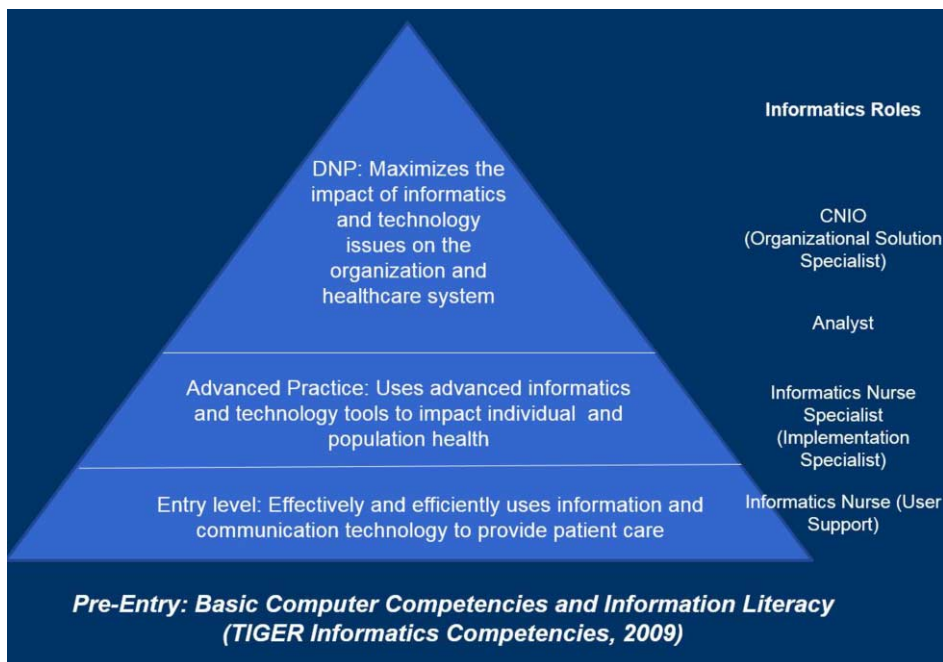 DNP: Maximizes the
impact of informatics
and technology
issues on the
organization and
healthcare system
Advanced Practice: Uses advanced informatics
and technology tools to impact individual and
population health
Entry level: Effectively and efficiently uses information and
communication technology to provide patient care
Informatics Roles
CNIO
(Organizational Solution
Specialist)
Analyst
Informatics Nurse
Specialist
(Implementation
Specialist)
Informatics Nurse (User
Support)
Pre-Entry: Basic Computer Competencies and Information Literacy
(TIGER Informatics Competencies, 2009)